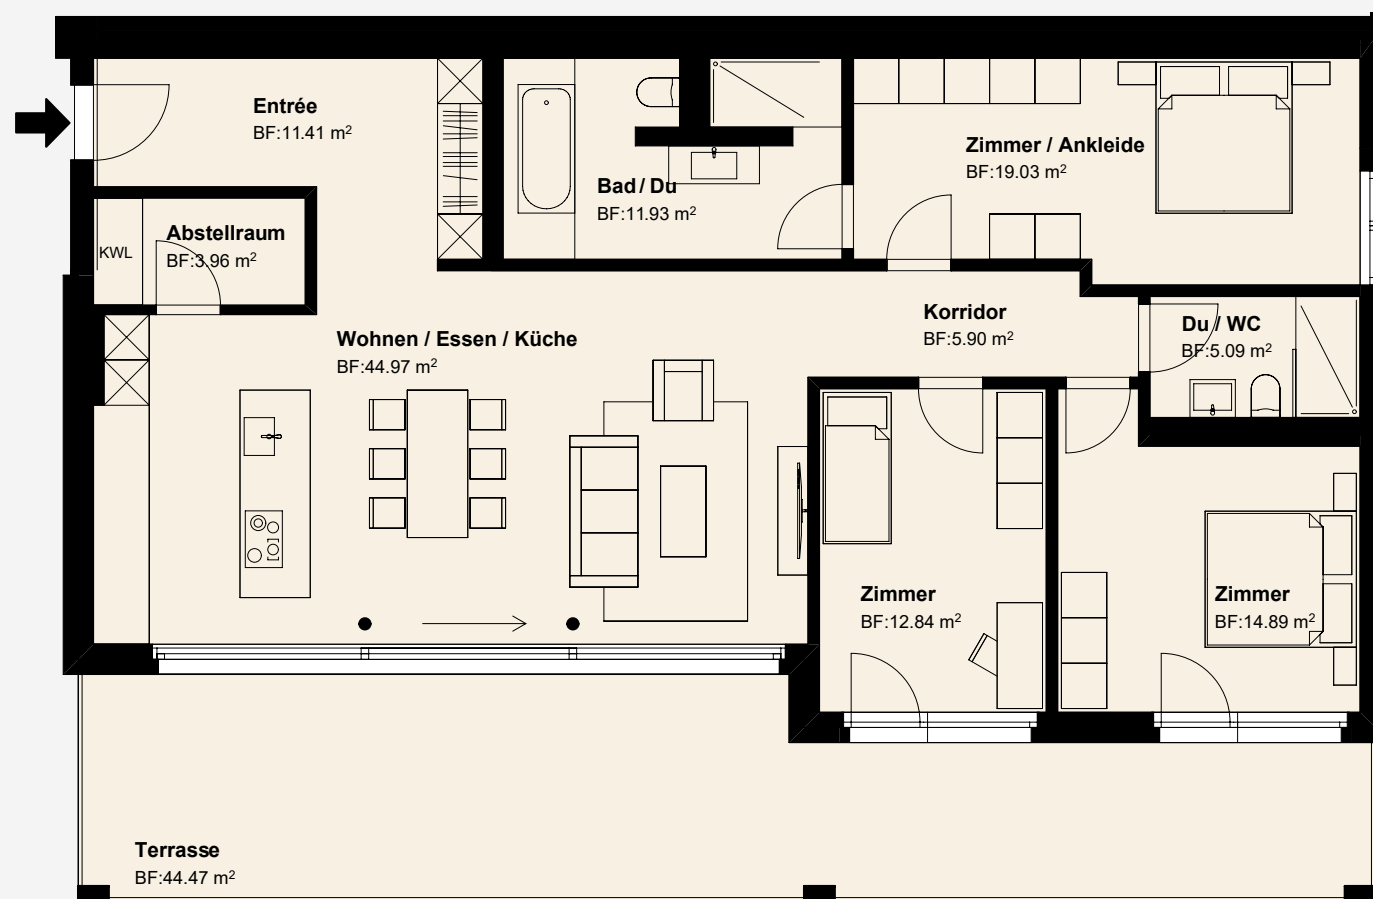 Entrée
BF:11.41 m²
Zimmer / Ankleide
BF:19.03 m²
Bad / Du
BF:11.93 m²
Abstellraum
BF:3.96 m²
KWL
Korridor
BF:5.90 m²
Du / WC
BF:5.09 m²
Wohnen / Essen / Küche
BF:44.97 m²
Zimmer
BF:12.84 m²
Zimmer
BF:14.89 m²
Terrasse
BF:44.47 m²